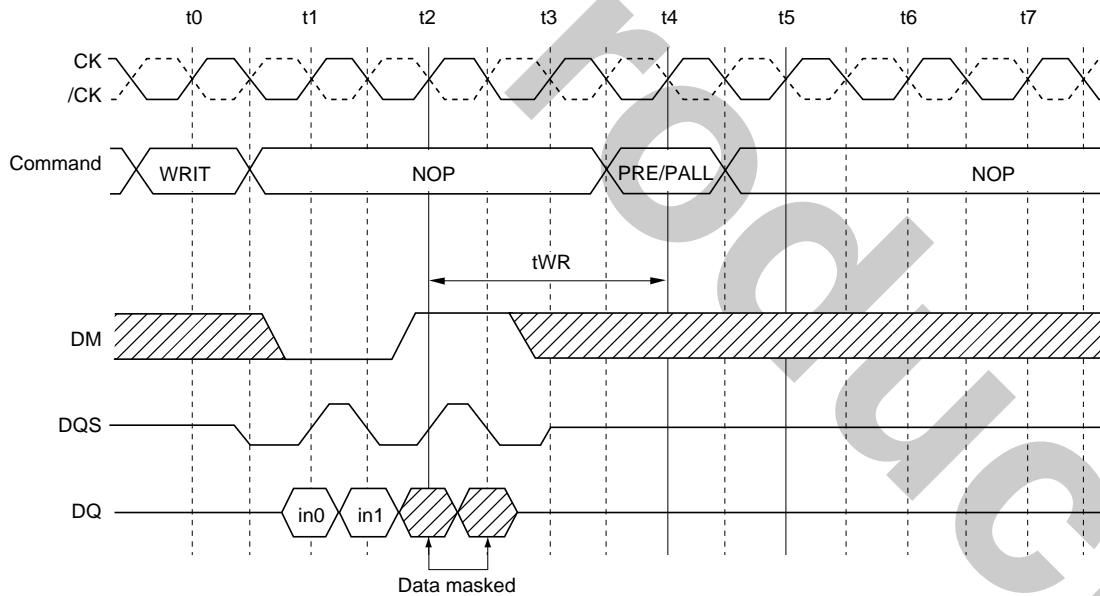 t0 t1 t2 t3 t4 t5 t6 t7
CK
/CK
Command WRIT NOP PRE/PALL NOP
tWR
DM
DQS
DQ in0 in1
Data masked
roduc